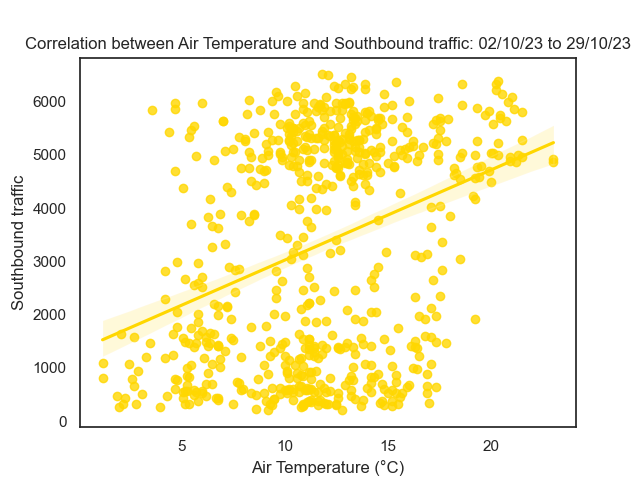 Correlation between Air Temperature and Southbound traffic: 02/10/23 to 29/10/23
6000
5000
4000
3000
2000
1000
0
Southbound traffic
5 10 15 20
Air Temperature (°C)